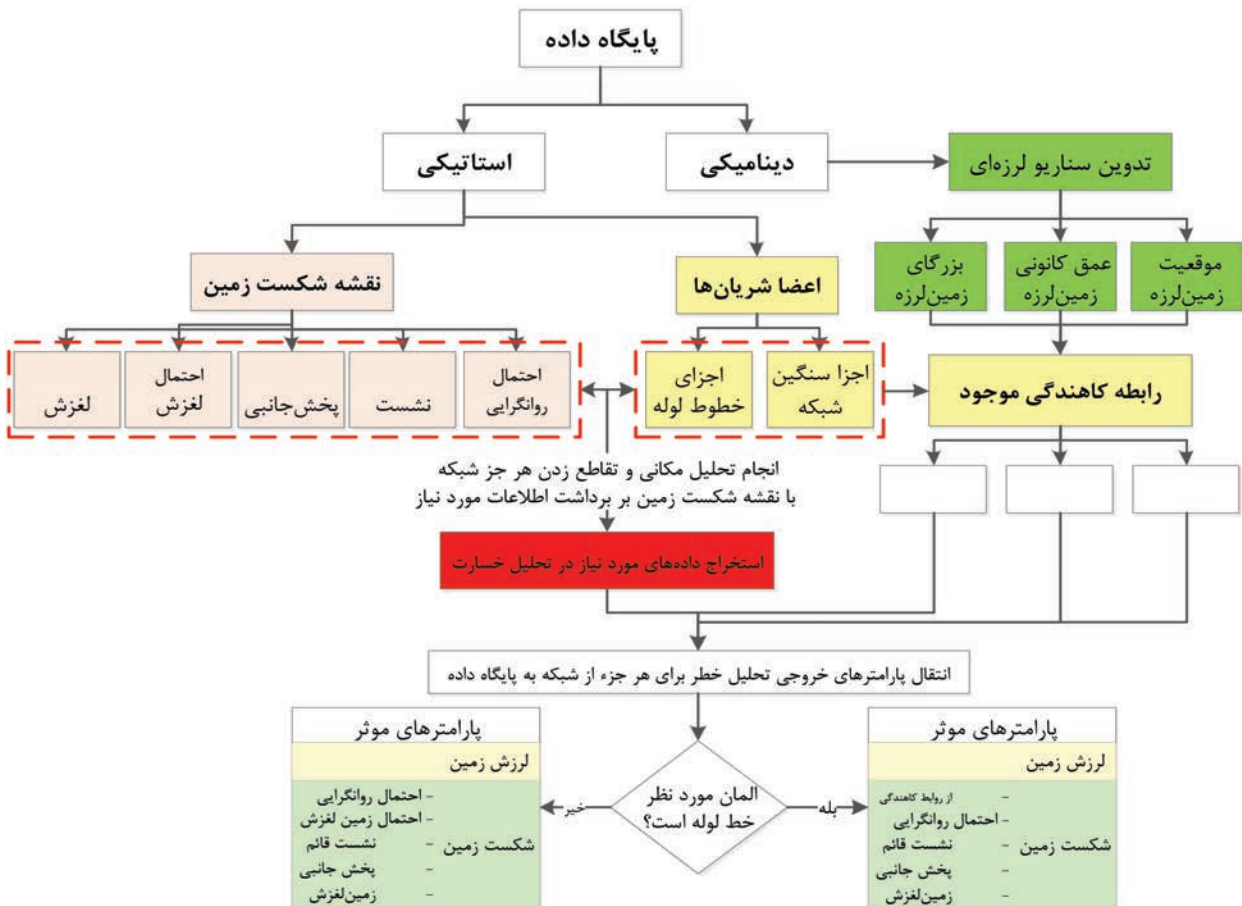 پایگاه داده
استاتیکی
دینامیکی
تدوین سناریو لرزه‌ای
بزرگای
زمین‌لرزه
عمق کانونی
زمین‌لرزه
موقعیت
زمین‌لرزه
نقشه شکست زمین
اعضا شریان‌ها
لغزش
احتمال
لغزش
پخش‌جانبی
نشست
احتمال
روانگرایی
اجزای
خطوط لوله
اجزا سنگین
شبکه
رابطه کاهندگی موجود
انجام تحلیل مکانی و تقاطع زدن هر جز شبکه
با نقشه شکست زمین بر برداشت اطلاعات مورد نیاز
استخراج داده‌های مورد نیاز در تحلیل خسارت
انتقال پارامترهای خروجی تحلیل خطر برای هر جزء از شبکه به پایگاه داده
المان مورد نظر
خط لوله است؟
بله
خیر
پارامترهای موثر
لرزش زمین
- از روابط کاهندگی
- احتمال روانگرایی
شکست زمین - نشست قائم
- پخش جانبی
- زمین‌لغزش
پارامترهای موثر
لرزش زمین
- احتمال روانگرایی
- احتمال زمین لغزش
شکست زمین - نشست قائم
- پخش جانبی
- زمین‌لغزش